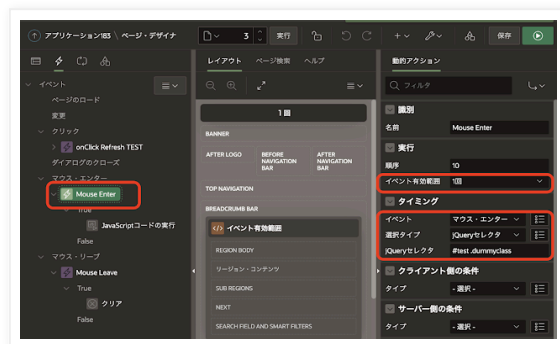 アプリケーション183 \ ページ・デザイナ
3
実行
保存
イベント
ページのロード
変更
クリック
onClick Refresh TEST
ダイアログのクローズ
マウス・エンター
Mouse Enter
True
JavaScriptコードの実行
False
マウス・リーブ
Mouse Leave
True
クリア
False
レイアウト ページ検索 ヘルプ
1 回
BANNER
AFTER LOGO
BEFORE NAVIGATION BAR
AFTER NAVIGATION BAR
TOP NAVIGATION
BREADCRUMB BAR
</> イベント有効範囲
REGION BODY
リージョン・コンテンツ
SUB REGIONS
NEXT
SEARCH FIELD AND SMART FILTERS
動的アクション
フィルタ
識別
名前 Mouse Enter
実行
順序 10
イベント有効範囲 1回
タイミング
イベント マウス・エンター
選択タイプ jQueryセレクタ
jQueryセレクタ #test .dummyclass
クライアント側の条件
タイプ - 選択 -
サーバー側の条件
タイプ - 選択 -